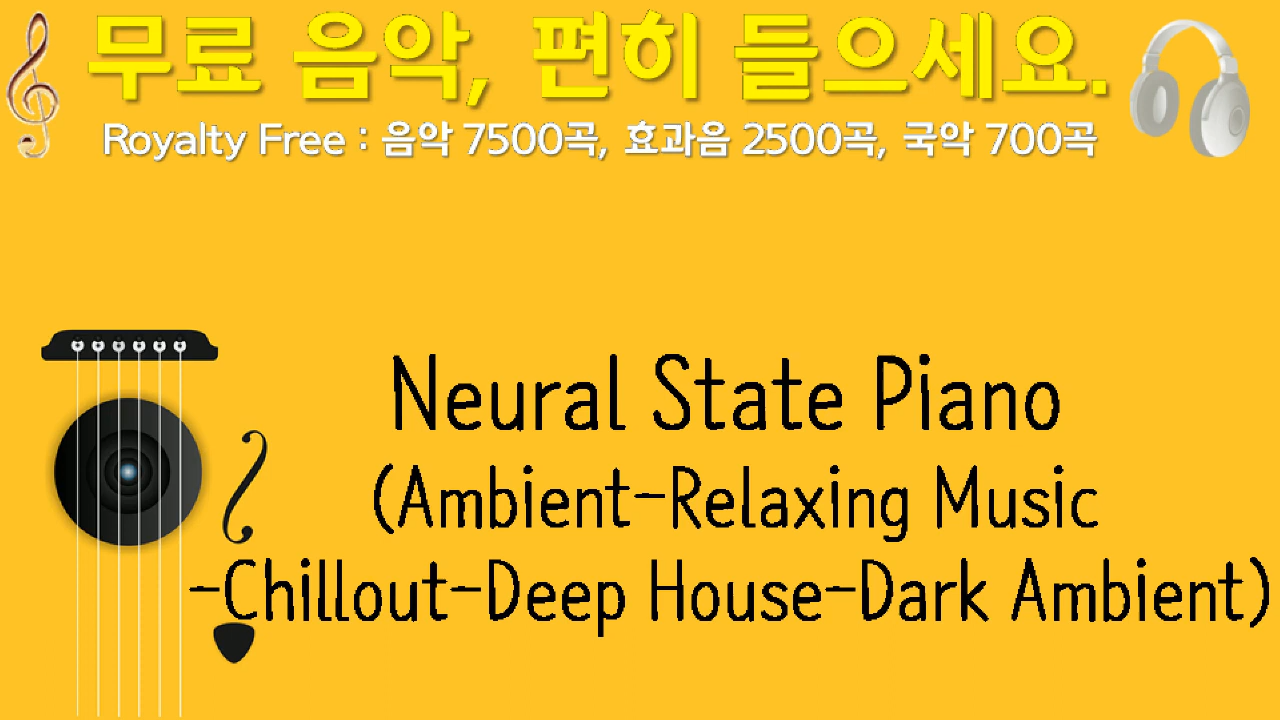 무료 음악, 편히 들으세요.
Royalty Free : 음악 7500곡, 효과음 2500곡, 국악 700곡
Neural State Piano
(Ambient-Relaxing Music
-Chillout-Deep House-Dark Ambient)